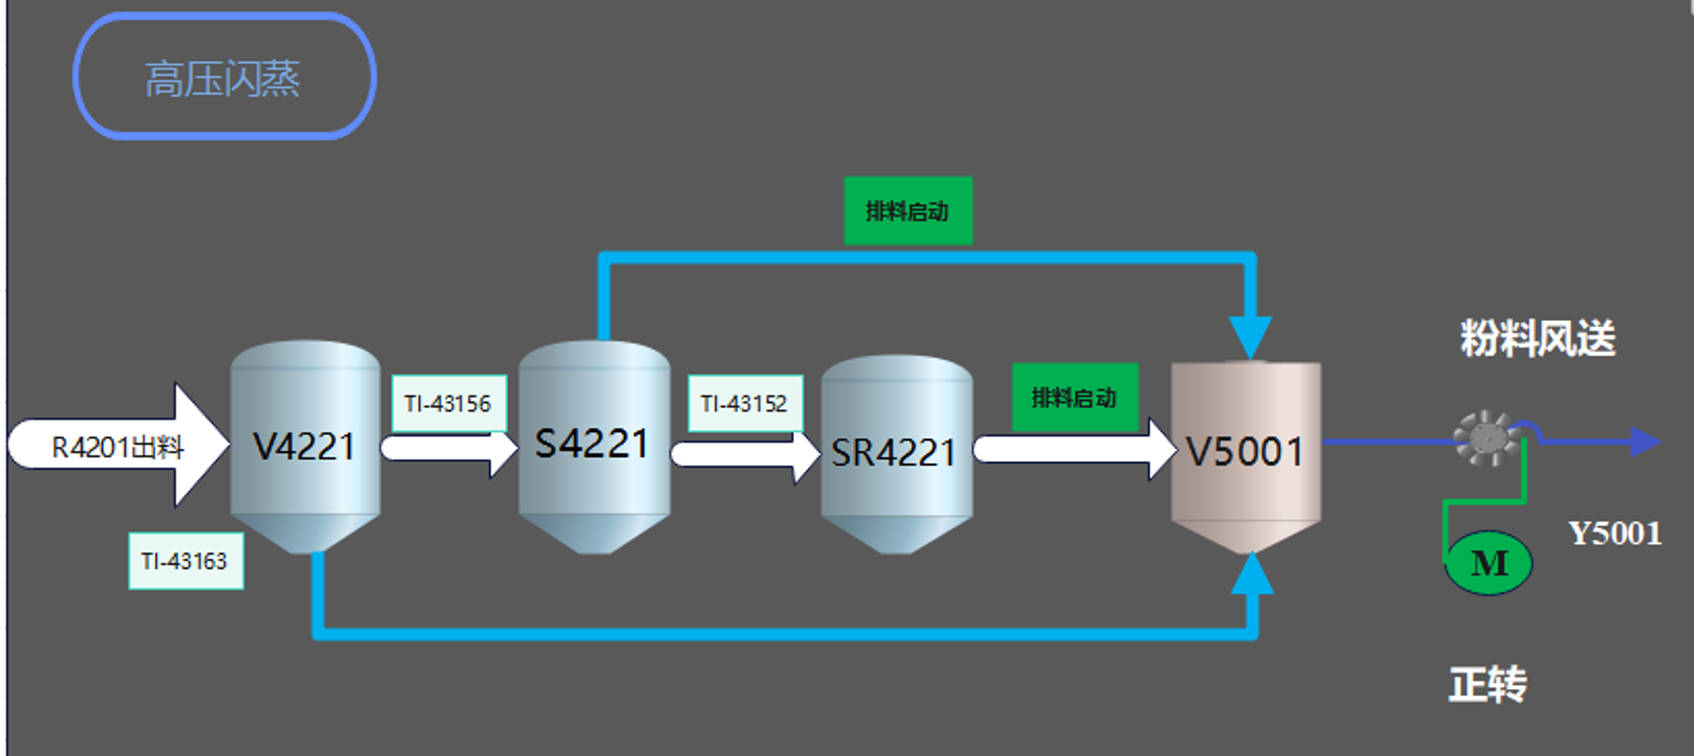 高压闪蒸
排料启动
粉料风送
TI-43156
TI-43152
排料启动
R4201出料
V4221
S4221
SR4221
V5001
Y5001
TI-43163
M
正转